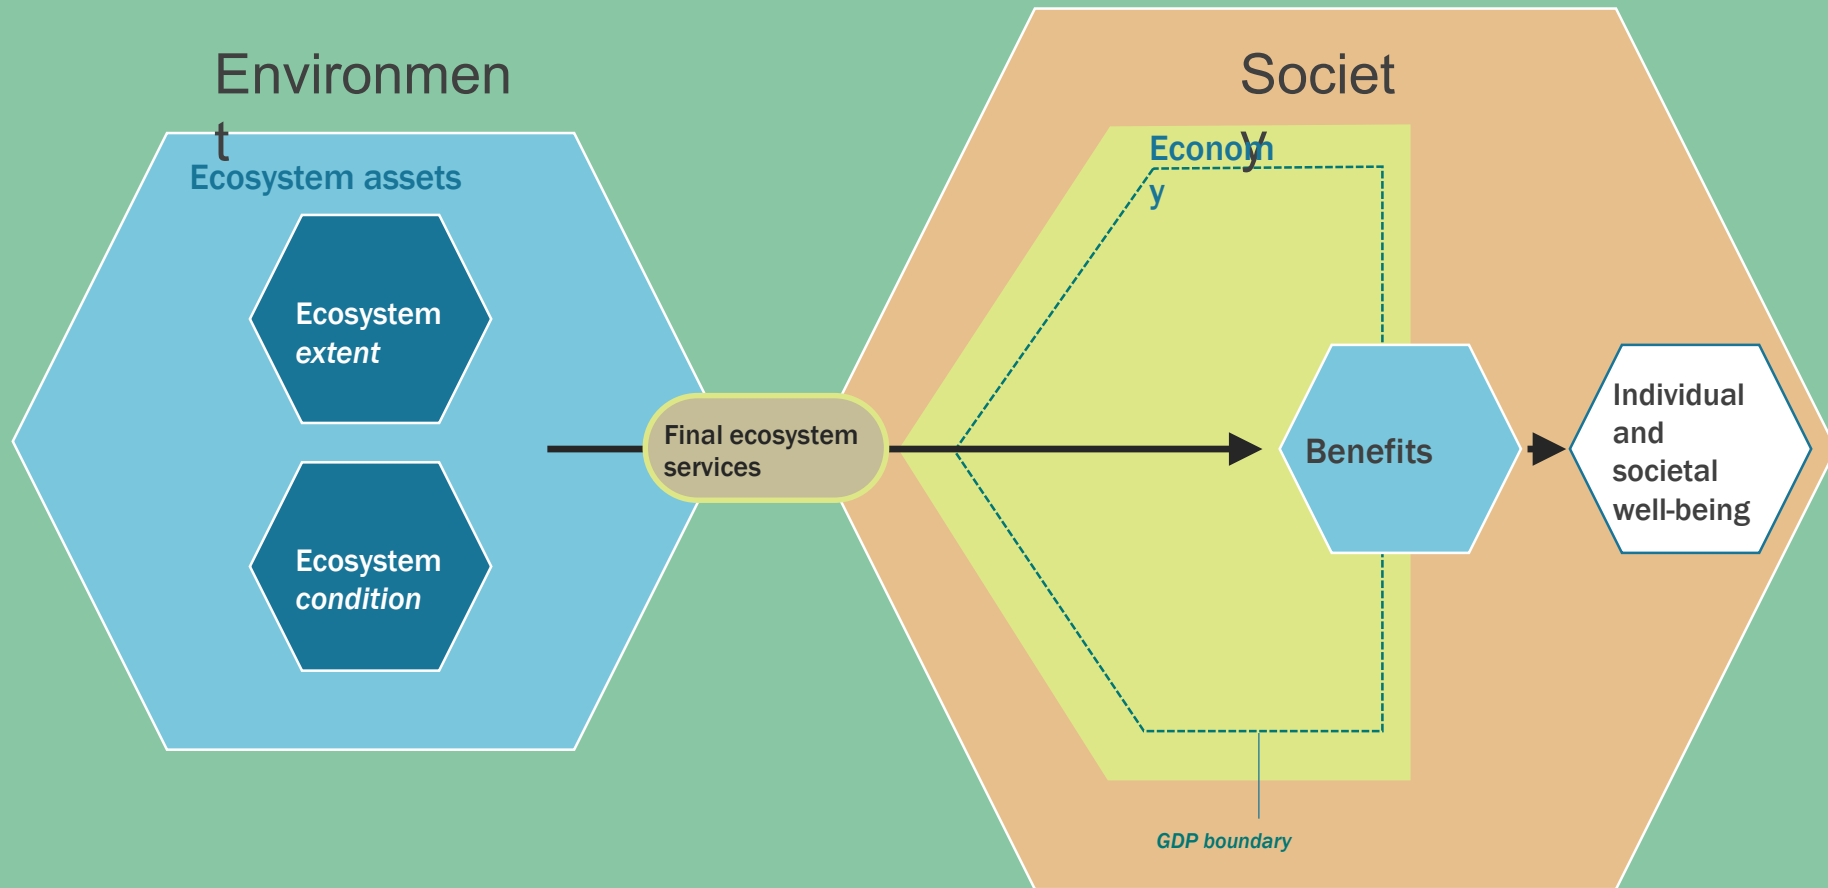 Environmen
t
Ecosystem assets
Ecosystem
extent
Ecosystem
condition
Final ecosystem
services
Societ
y
Econom
y
Benefits
Individual
and
societal
well-being
GDP boundary